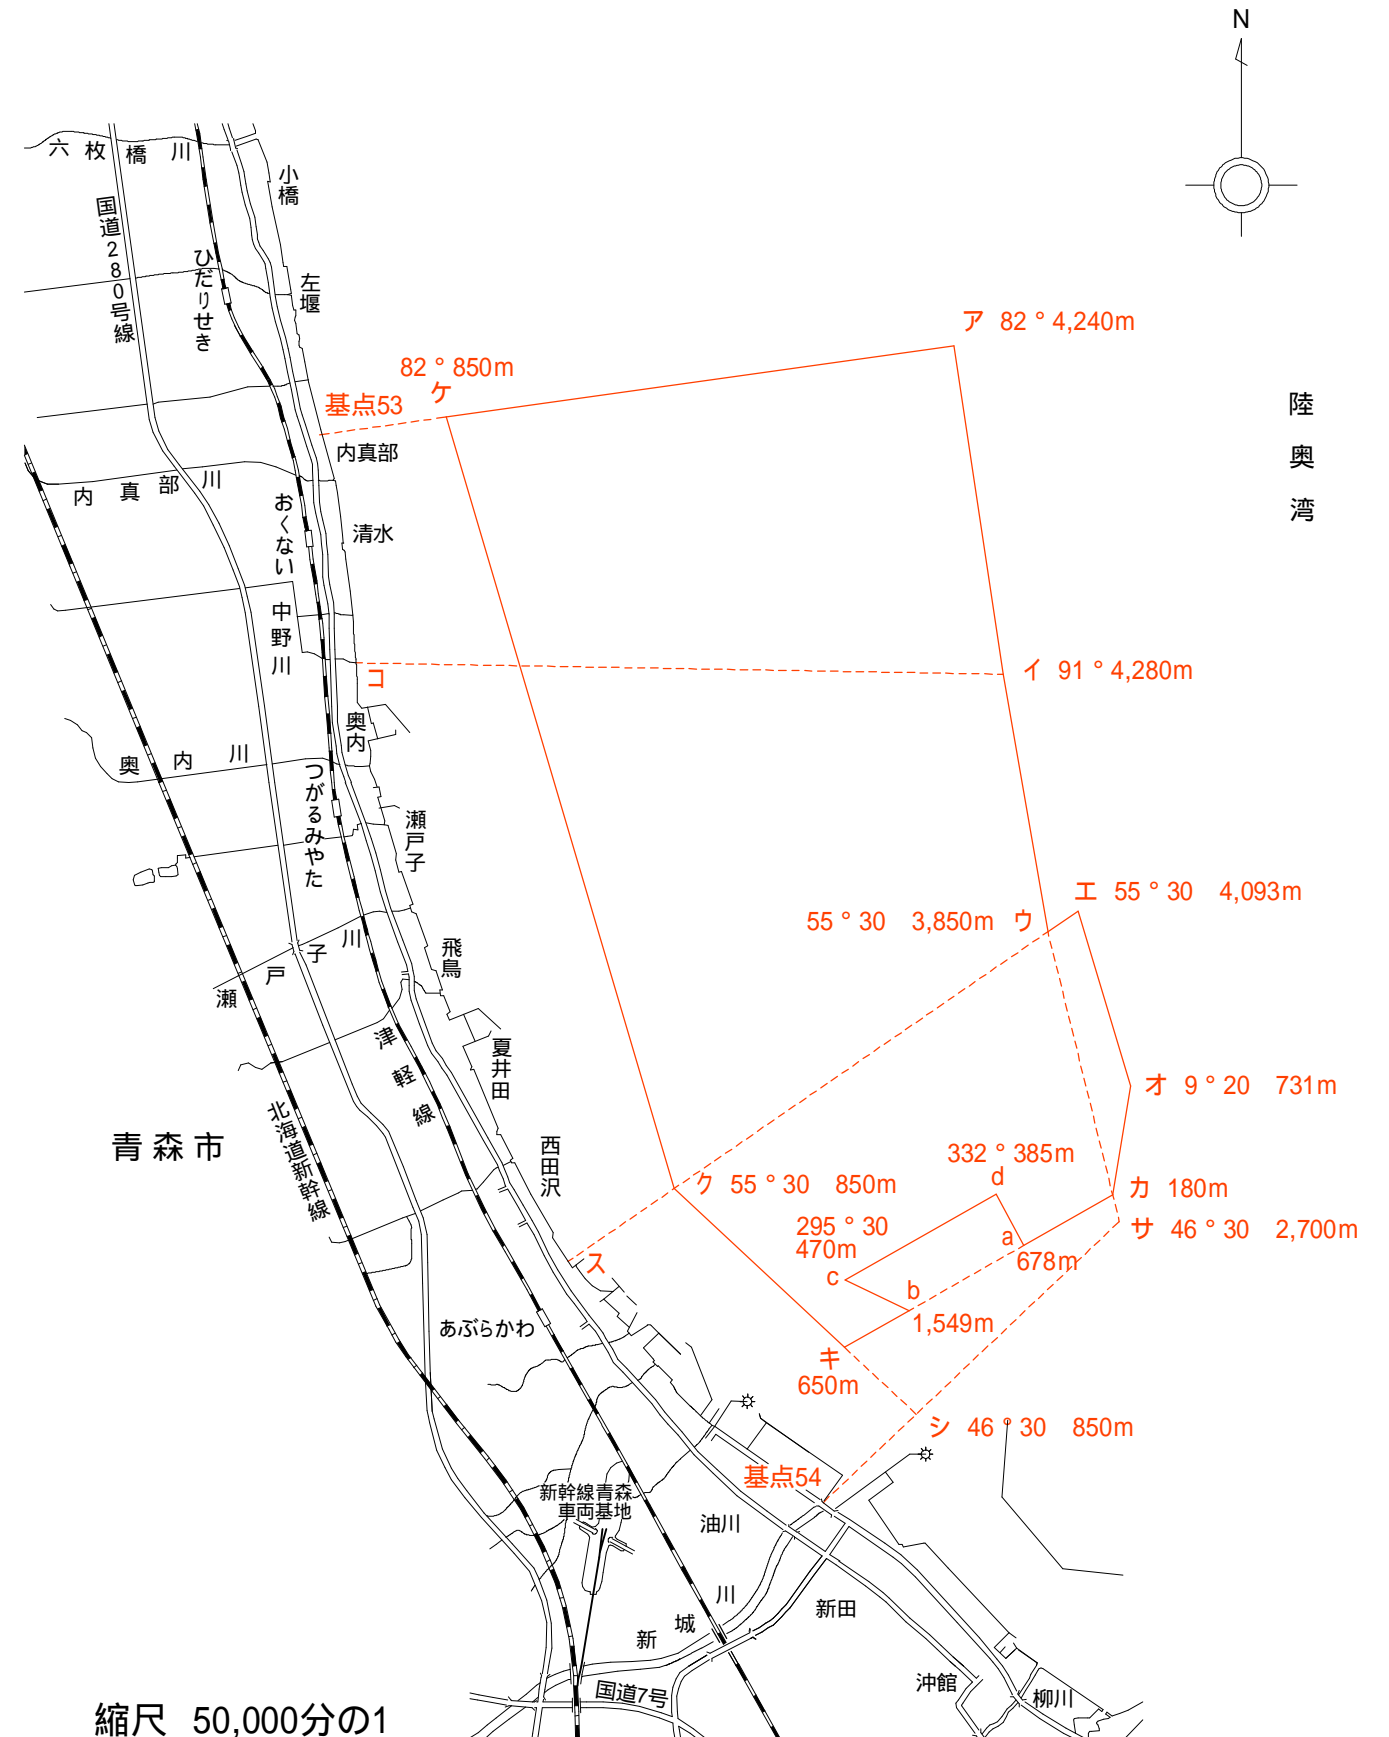 N
六枚橋川
小橋
国道280号線
ひだりせき
左堰
ア 82°4,240m
82°850m
ケ
基点53
陸奥湾
内真部
内真部川
おくない
清水
中野川
コ
イ 91°4,280m
奥内
奥内川
つがるみやた
瀬戸子
エ 55°30 4,093m
55°30 3,850m ウ
瀬戸子川
飛鳥
津軽線
夏井田
オ 9°20 731m
北海道新幹線
青森市
西田沢
332°385m
d
ク 55°30 850m
カ 180m
295°30
470m
サ 46°30 2,700m
a
678m
ス
c
b
1,549m
あぶらかわ
キ
650m
シ 46°30 850m
基点54
新幹線青森
車両基地
油川
新城川
新田
国道7号
沖館
柳川
縮尺 50,000分の1